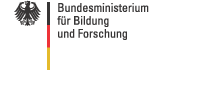 Bundesministerium
für Bildung
und Forschung